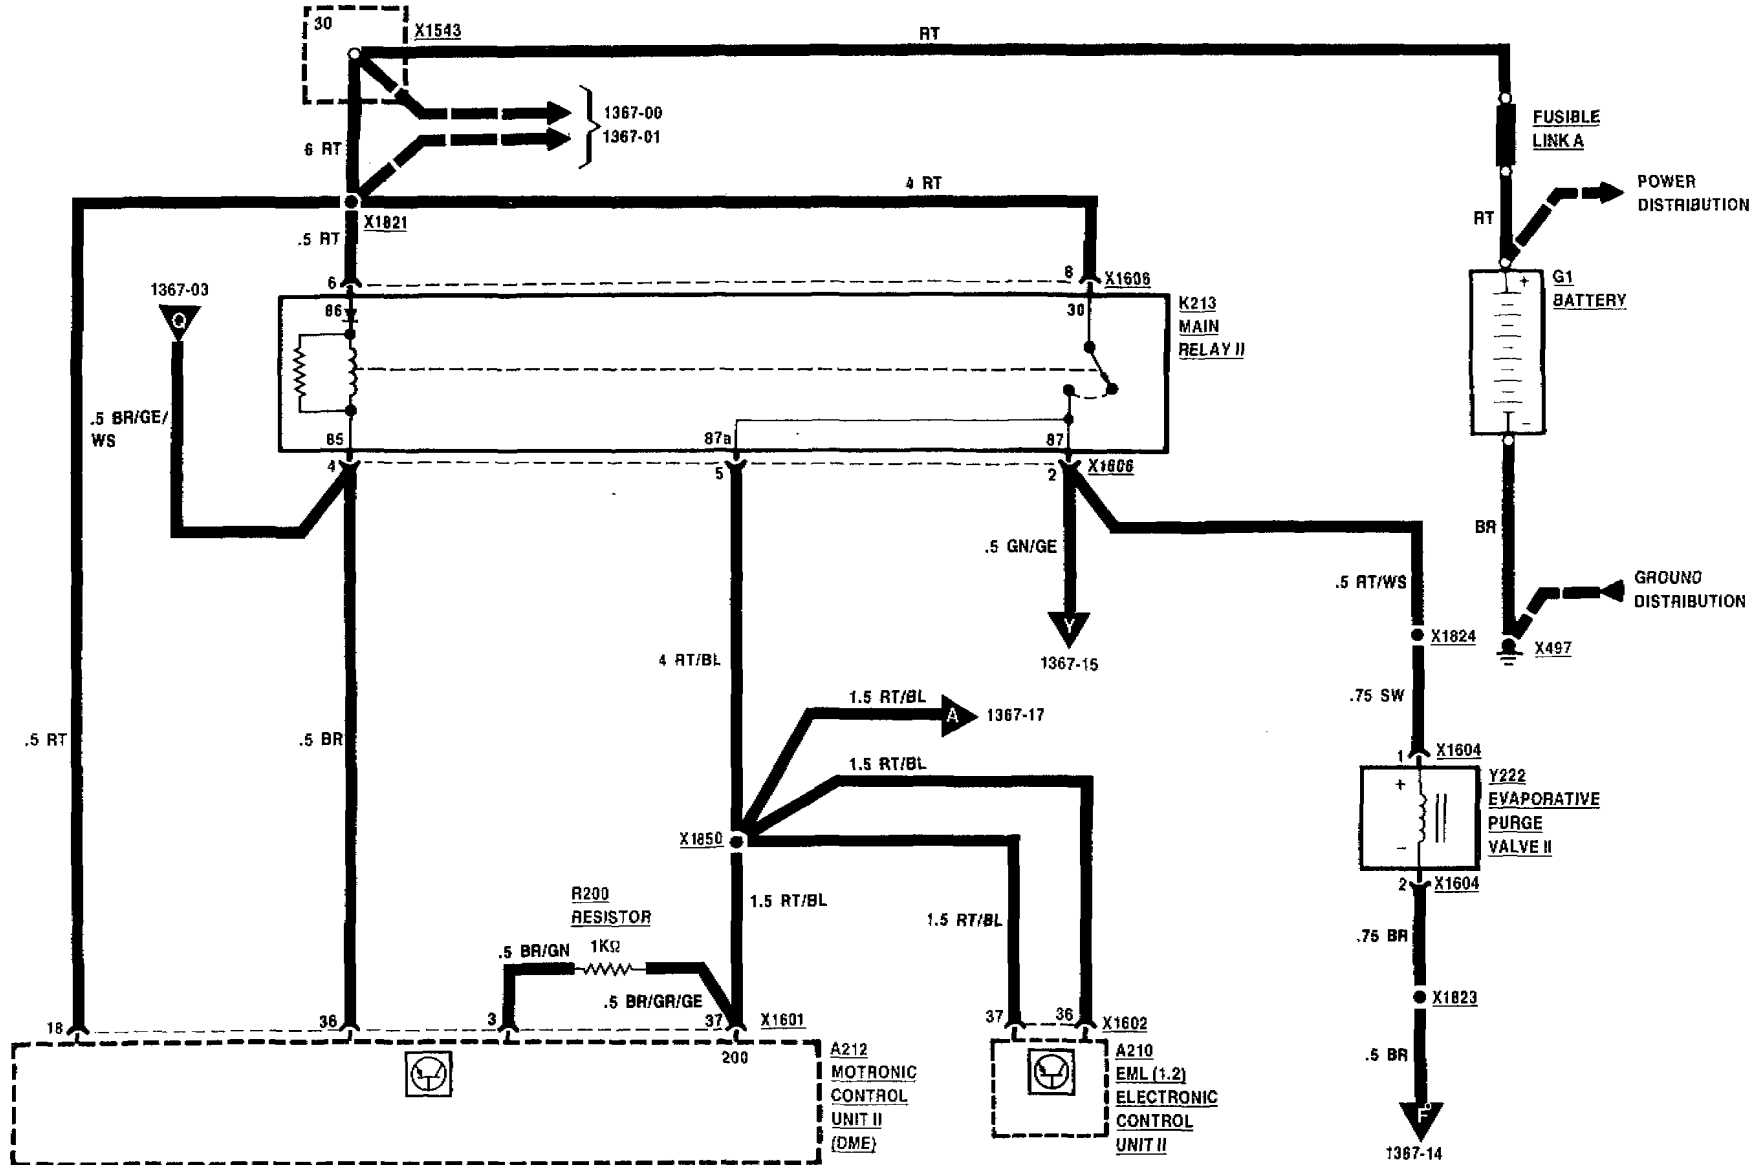 30
X1543
RT
1367-00
1367-01
6 RT
FUSIBLE
LINK A
POWER
DISTRIBUTION
RT
4 RT
X1821
.5 RT
1367-03
Q
6
8
X1606
86
30
K213
MAIN
RELAY II
G1
BATTERY
+
-
.5 BR/GE/
WS
85
87a
87
4
5
2
X1606
BR
.5 GN/GE
.5 RT/WS
GROUND
DISTRIBUTION
Y
1367-15
X1824
X497
4 RT/BL
.75 SW
1.5 RT/BL
A
1367-17
.5 RT
.5 BR
1.5 RT/BL
1
X1604
+
-
Y222
EVAPORATIVE
PURGE
VALVE II
X1850
2
X1604
R200
RESISTOR
1KΩ
1.5 RT/BL
1.5 RT/BL
.5 BR/GN
.5 BR/GR/GE
.75 BR
X1823
18
36
3
37
X1601
37
36
X1602
200
A212
MOTRONIC
CONTROL
UNIT II
(DME)
A210
EML (1.2)
ELECTRONIC
CONTROL
UNIT II
.5 BR
F
1367-14